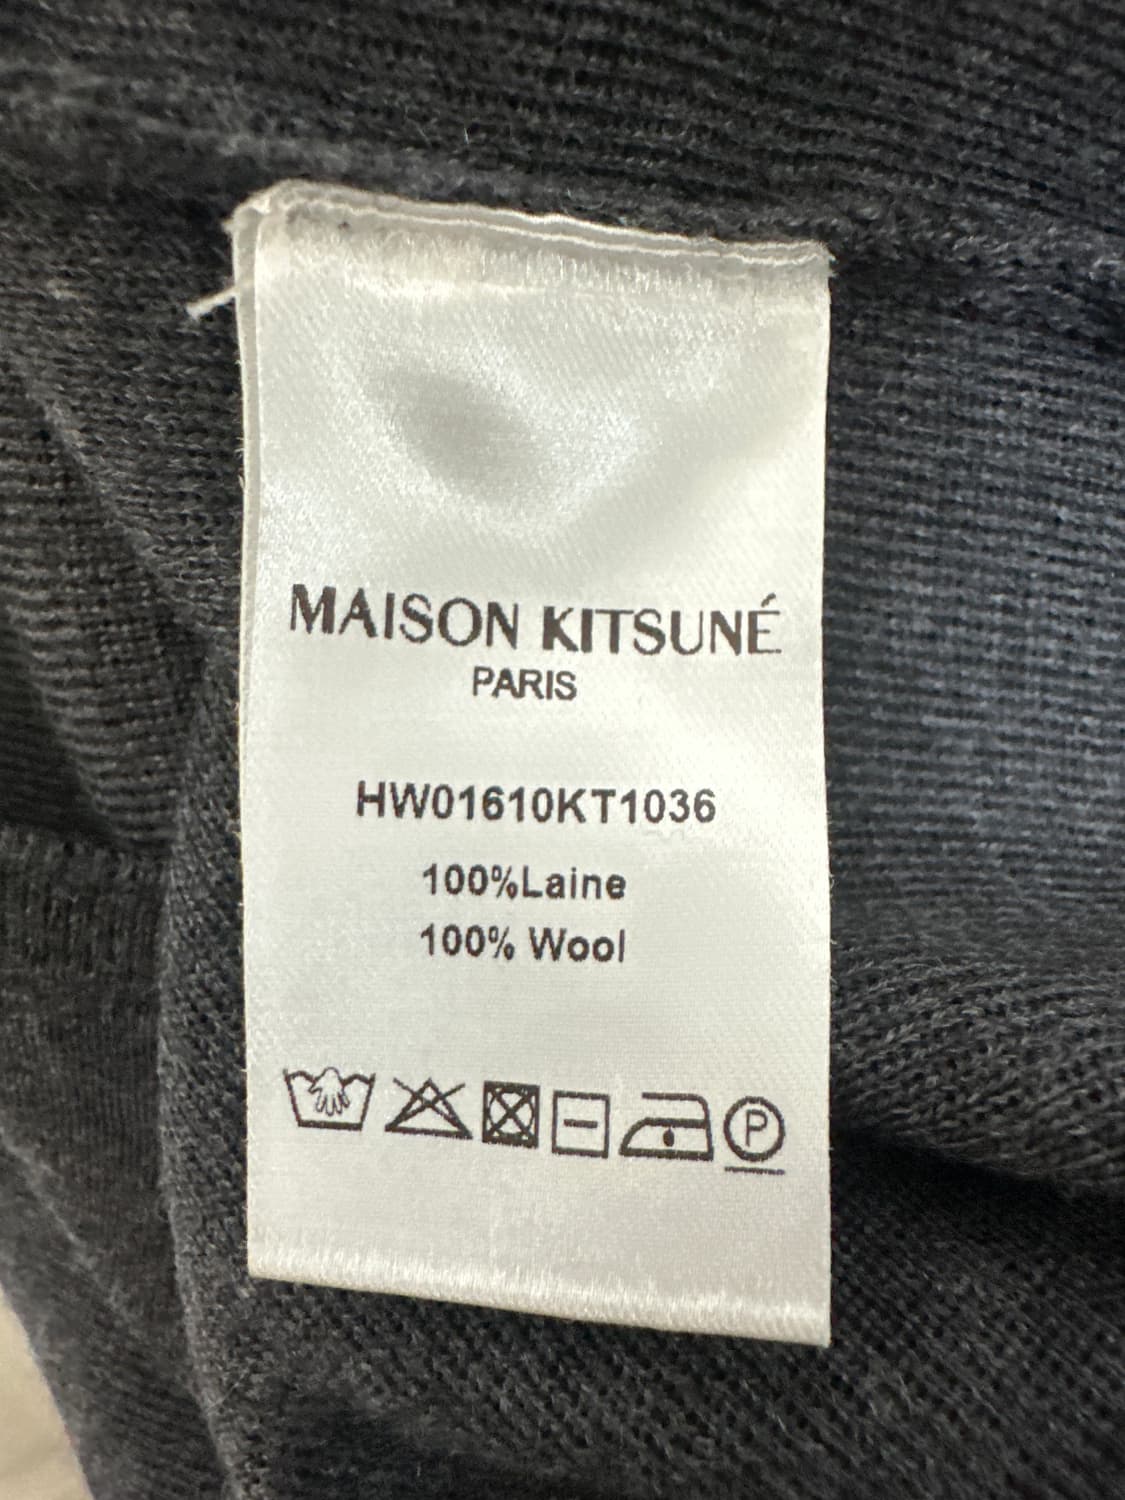 MAISON KITSUNÉ
PARIS
HW01610KT1036
100%Laine
100% Wool
P